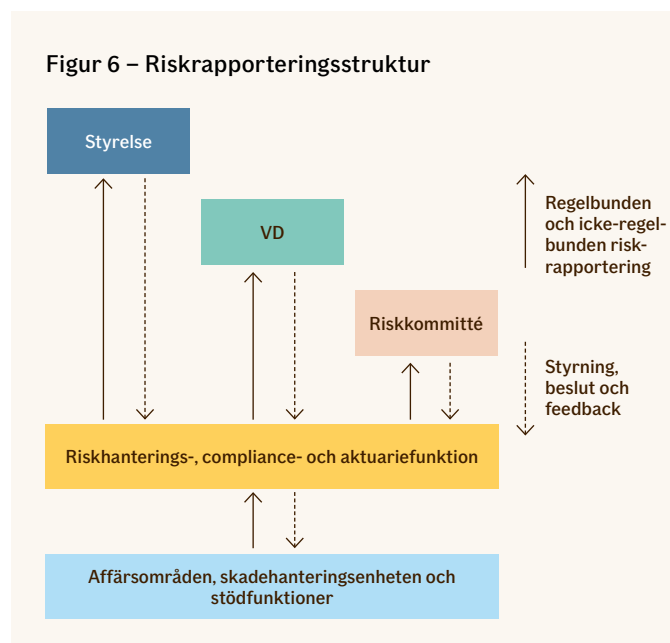 Figur 6 – Riskrapporteringsstruktur
Styrelse
VD
Riskkommitté
Regelbunden
och icke-regel-
bunden risk-
rapportering
Styrning,
beslut och
feedback
Riskhanterings-, compliance- och aktuariefunktion
Affärsområden, skadehanteringsenheten och
stödfunktioner